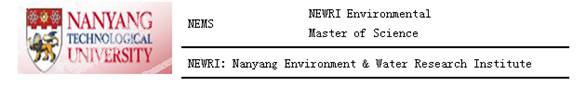 NANYANG
TECHNOLOGICAL
UNIVERSITY
NEMS
NEWRI Environmental
Master of Science
NEWRI: Nanyang Environment & Water Research Institute